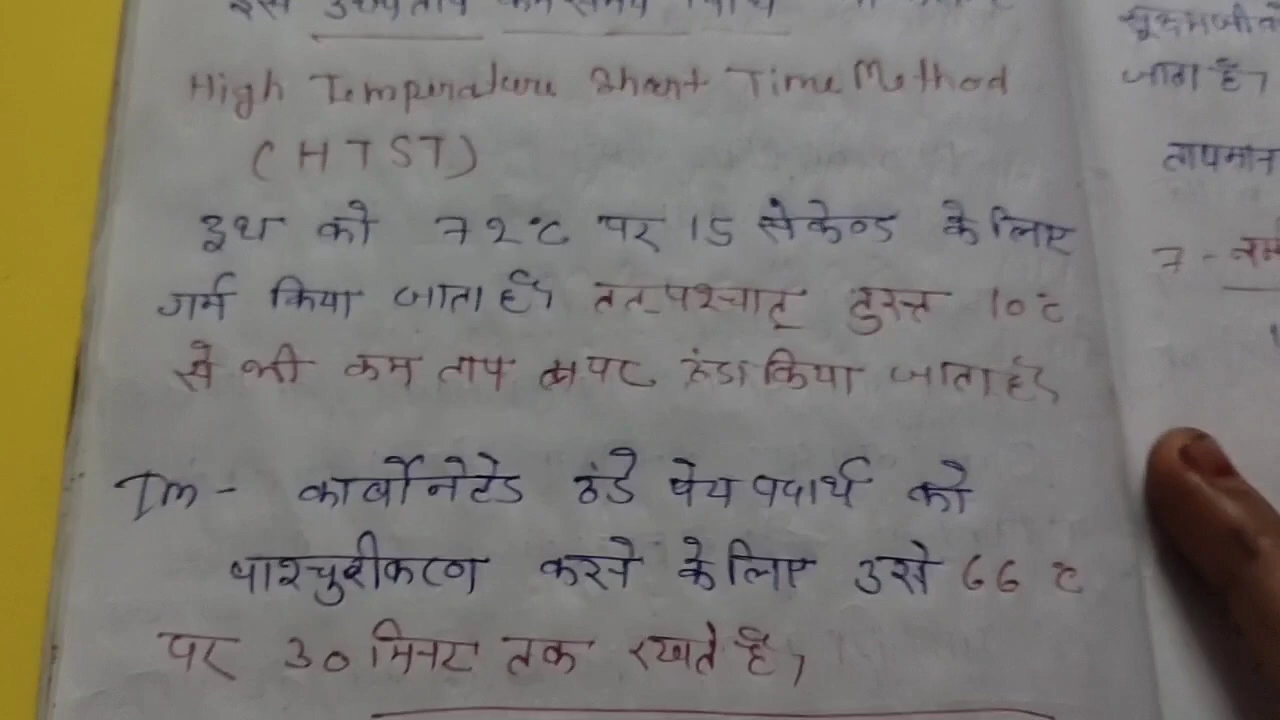 High Temperature Short Time Method
(HTST)
दुध को 72°C पर 15 सेकेण्ड के लिए
गर्म किया जाता है। तत्पश्चात् तुरन्त 10°C
से भी कम ताप पर ठंडा किया जाता है।
Im - कार्बोनेटेड ठंडे पेय पदार्थ को
पाश्चुरीकरण करने के लिए उसे 66°C
पर 30 मिनट तक रखते है,
जाता है,
तापमान
7 -